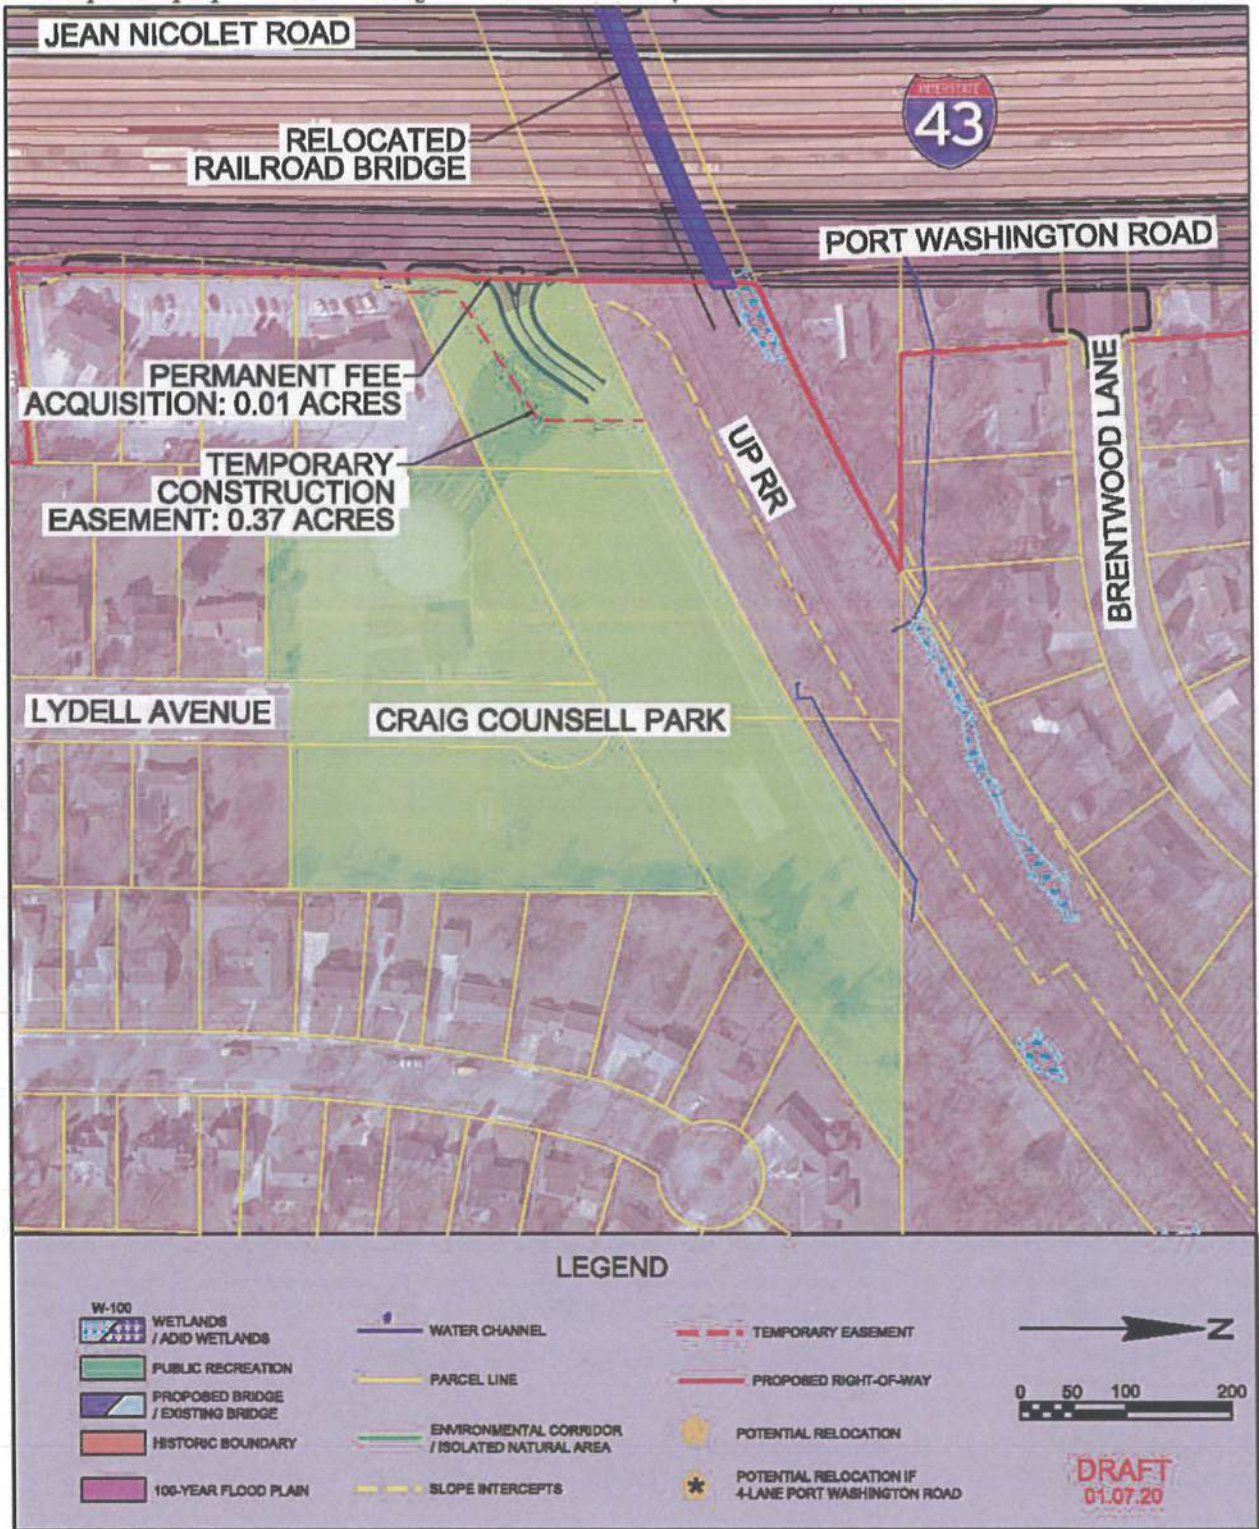 JEAN NICOLET ROAD
INTERSTATE
43
RELOCATED
RAILROAD BRIDGE
PORT WASHINGTON ROAD
PERMANENT FEE
ACQUISITION: 0.01 ACRES
TEMPORARY
CONSTRUCTION
EASEMENT: 0.37 ACRES
UP RR
BRENTWOOD LANE
LYDELL AVENUE
CRAIG COUNSELL PARK
LEGEND
W-100
WETLANDS
/ ADID WETLANDS
PUBLIC RECREATION
PROPOSED BRIDGE
/ EXISTING BRIDGE
HISTORIC BOUNDARY
100-YEAR FLOOD PLAIN
WATER CHANNEL
PARCEL LINE
ENVIRONMENTAL CORRIDOR
/ ISOLATED NATURAL AREA
SLOPE INTERCEPTS
TEMPORARY EASEMENT
PROPOSED RIGHT-OF-WAY
POTENTIAL RELOCATION
POTENTIAL RELOCATION IF
4-LANE PORT WASHINGTON ROAD
N
0 50 100 200
DRAFT
01.07.20